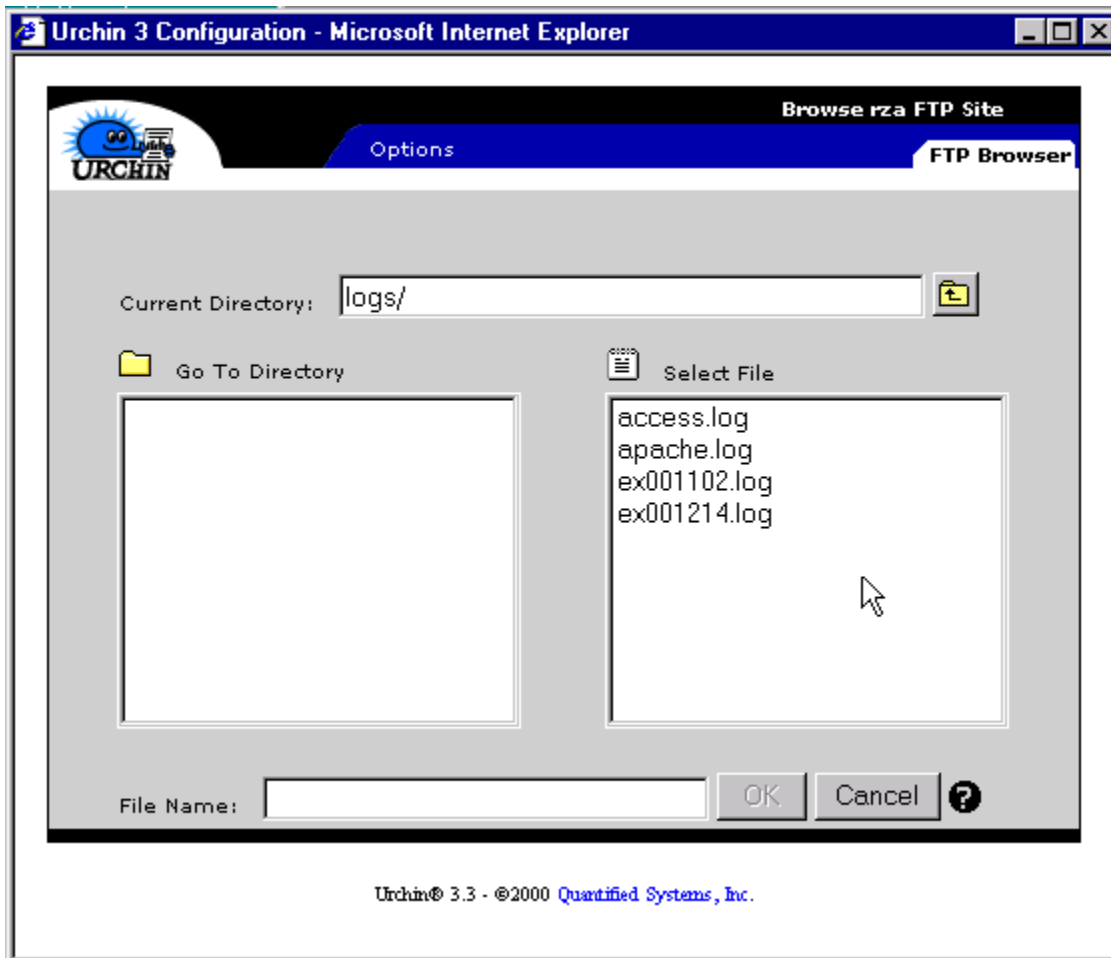 Urchin 3 Configuration - Microsoft Internet Explorer
Browse rza FTP Site
URCHIN
Options
FTP Browser
Current Directory: logs/
Go To Directory
Select File
access.log
apache.log
ex001102.log
ex001214.log
File Name:
OK
Cancel
?
Urchin® 3.3 - ©2000 Quantified Systems, Inc.